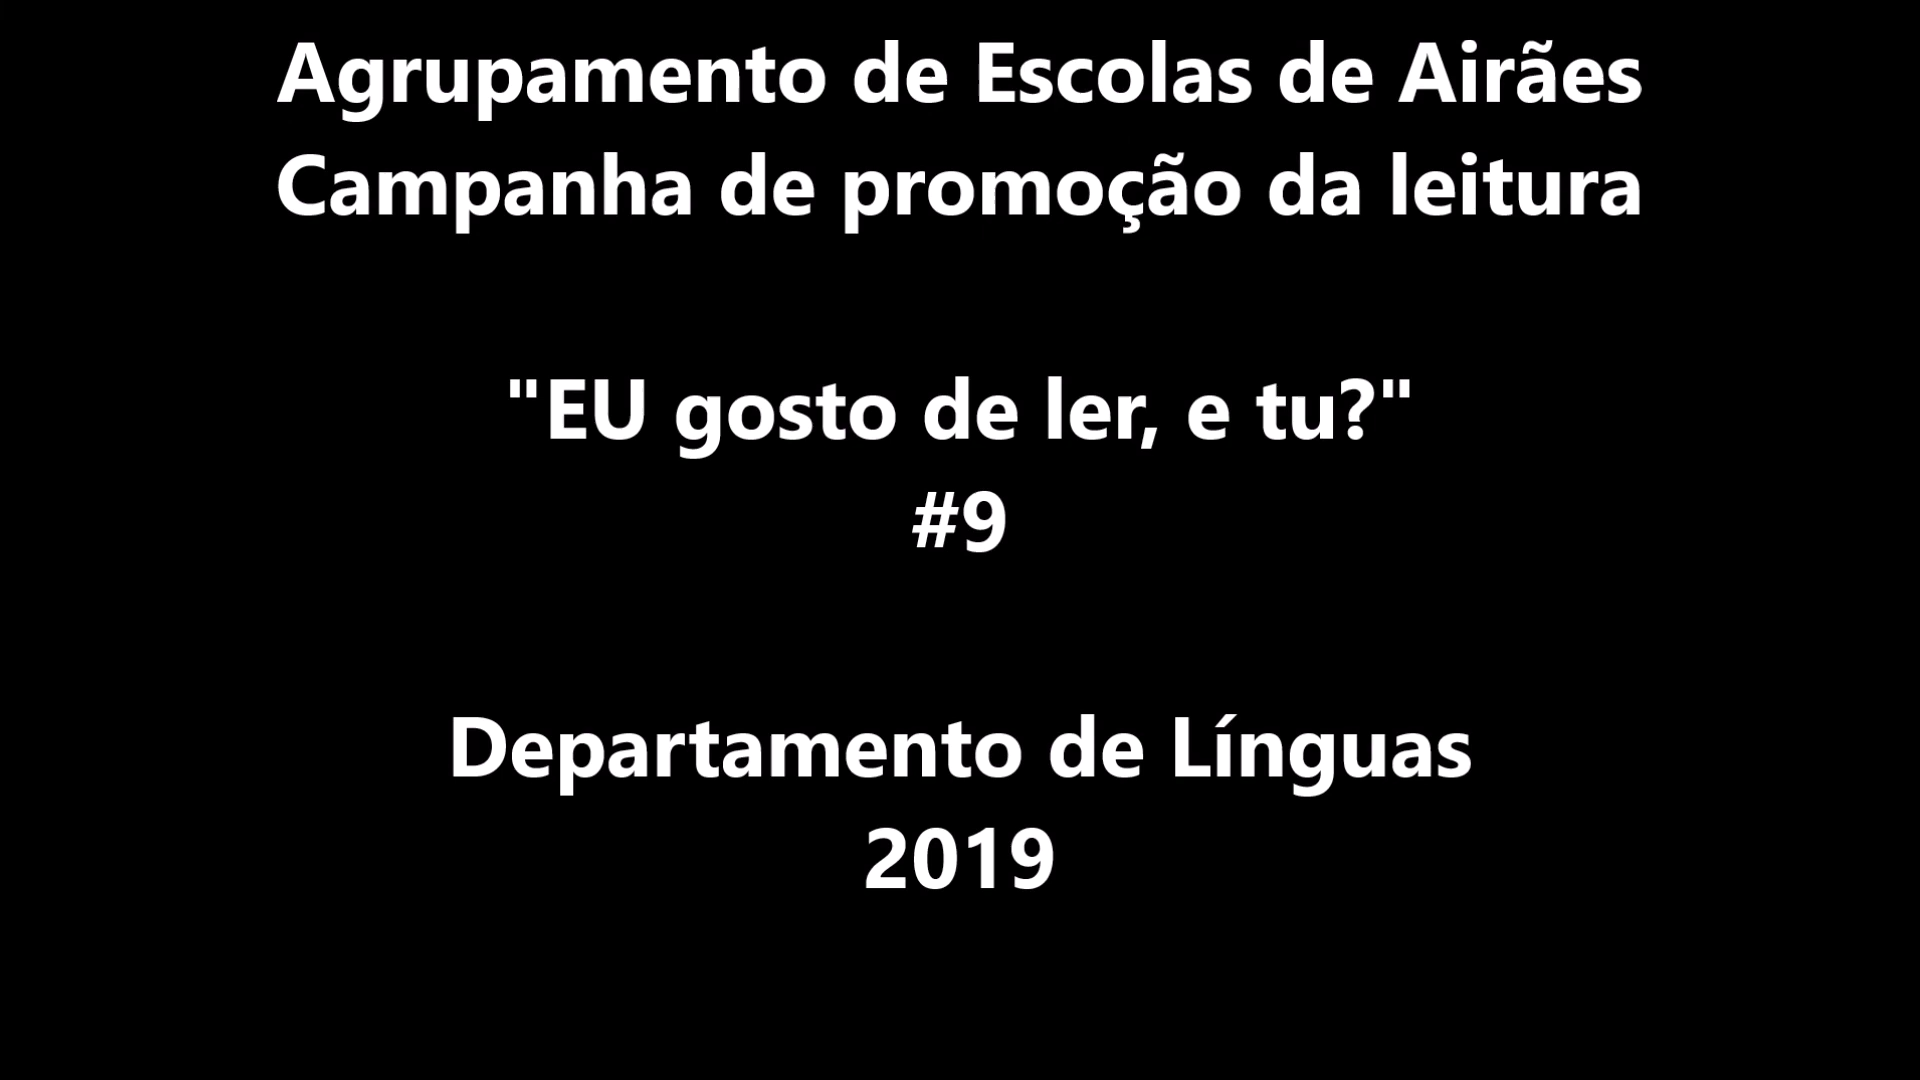 Agrupamento de Escolas de Airães
Campanha de promoção da leitura
"EU gosto de ler, e tu?"
#9
Departamento de Línguas
2019